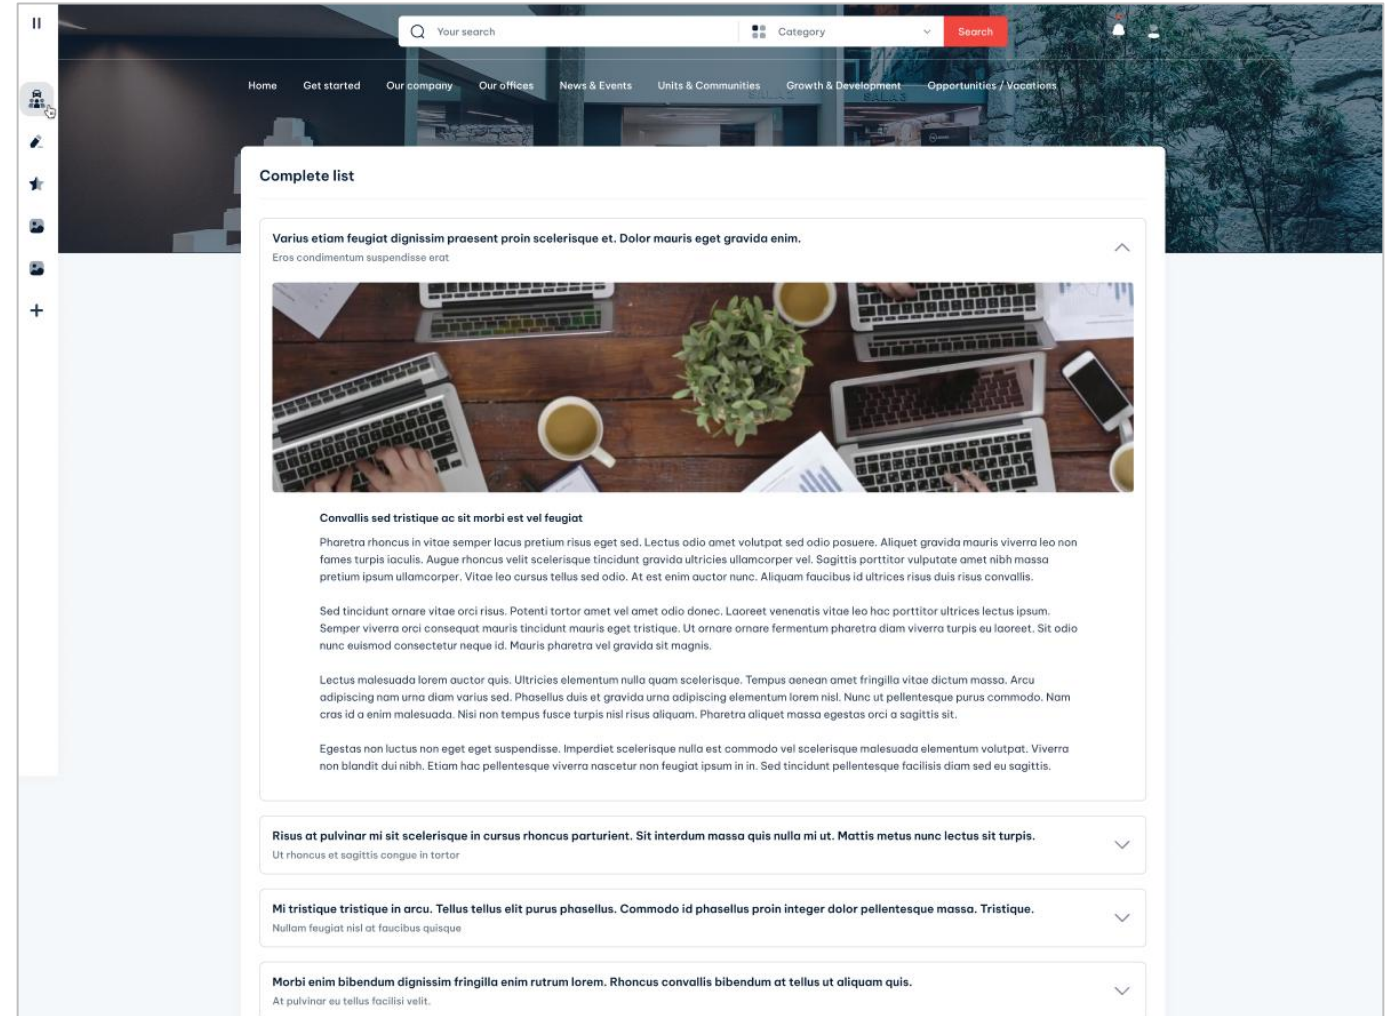 Your search
Category
Search
Home Get started Our company Our offices News & Events Units & Communities Growth & Development Opportunities / Vacations
Complete list
Varius etiam feugiat dignissim praesent proin scelerisque et. Dolor mauris eget gravida enim.
Eros condimentum suspendisse erat
Convallis sed tristique ac sit morbi est vel feugiat
Pharetra rhoncus in vitae semper lacus pretium risus eget sed. Lectus odio amet volutpat sed odio posuere. Aliquet gravida mauris viverra leo non
fames turpis iaculis. Augue rhoncus velit scelerisque tincidunt gravida ultricies ullamcorper vel. Sagittis porttitor vulputate amet nibh massa
pretium ipsum ullamcorper. Vitae leo cursus tellus sed odio. At est enim auctor nunc. Aliquam faucibus id ultrices risus duis risus convallis.
Sed tincidunt ornare vitae orci risus. Potenti tortor amet vel amet odio donec. Laoreet venenatis vitae leo hac porttitor ultrices lectus ipsum.
Semper viverra orci consequat mauris tincidunt mauris eget tristique. Ut ornare ornare fermentum pharetra diam viverra turpis eu laoreet. Sit odio
nunc euismod consectetur neque id. Mauris pharetra vel gravida sit magnis.
Lectus malesuada lorem auctor quis. Ultricies elementum nulla quam scelerisque. Tempus aenean amet fringilla vitae dictum massa. Arcu
adipiscing nam urna diam varius sed. Phasellus duis et gravida urna adipiscing elementum lorem nisl. Nunc ut pellentesque purus commodo. Nam
cras id a enim malesuada. Nisi non tempus fusce turpis nisl risus aliquam. Pharetra aliquet massa egestas orci a sagittis sit.
Egestas non luctus non eget eget suspendisse. Imperdiet scelerisque nulla est commodo vel scelerisque malesuada elementum volutpat. Viverra
non blandit dui nibh. Etiam hac pellentesque viverra nascetur non feugiat ipsum in in. Sed tincidunt pellentesque facilisis diam sed eu sagittis.
Risus at pulvinar mi sit scelerisque in cursus rhoncus parturient. Sit interdum massa quis nulla mi ut. Mattis metus nunc lectus sit turpis.
Ut rhoncus et sagittis congue in tortor
Mi tristique tristique in arcu. Tellus tellus elit purus phasellus. Commodo id phasellus proin integer dolor pellentesque massa. Tristique.
Nullam feugiat nisl at faucibus quisque
Morbi enim bibendum dignissim fringilla enim rutrum lorem. Rhoncus convallis bibendum at tellus ut aliquam quis.
At pulvinar eu tellus facilisi velit.